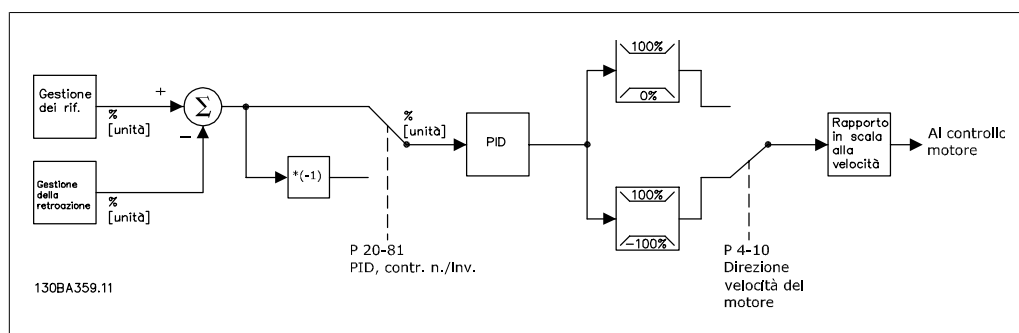 Gestione
dei rif.
+
%
[unità]
Σ
-
Gestione
della
retroazione
%
[unità]
*(-1)
%
[unità]
PID
100%
0%
100%
-100%
Rapporto
in scala
alla
velocità
Al controllo
motore
P 20-81
PID, contr. n./Inv.
P 4-10
Direzione
velocità del
motore
130BA359.11